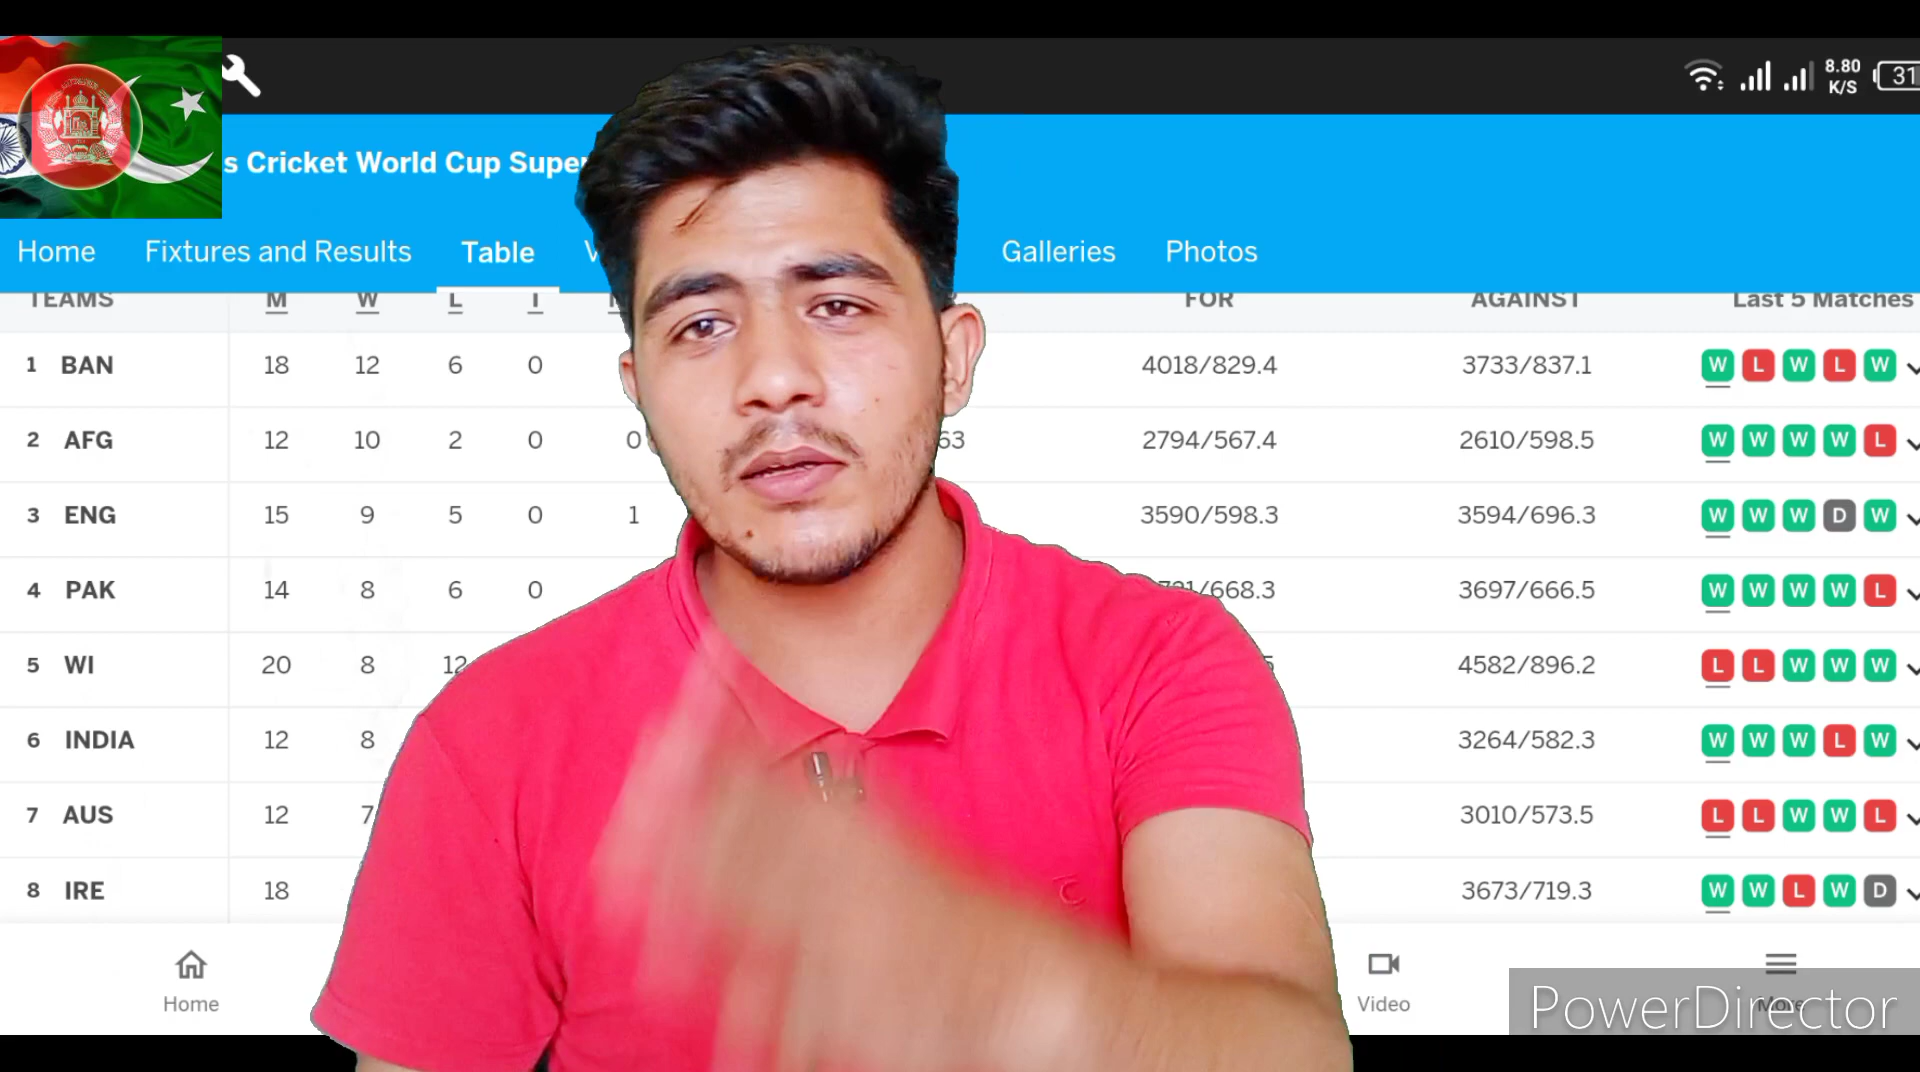 8.80
K/S
31
s Cricket World Cup Super
Home Fixtures and Results Table V Galleries Photos
TEAMS M W L T FOR AGAINST Last 5 Matches
1 BAN 18 12 6 0 4018/829.4 3733/837.1 W L W L W
2 AFG 12 10 2 0 0 63 2794/567.4 2610/598.5 W W W W L
3 ENG 15 9 5 0 1 3590/598.3 3594/696.3 W W W D W
4 PAK 14 8 6 0 /668.3 3697/666.5 W W W W L
5 WI 20 8 12 4582/896.2 L L W W W
6 INDIA 12 8 3264/582.3 W W W L W
7 AUS 12 7 3010/573.5 L L W W L
8 IRE 18 3673/719.3 W W L W D
Home Video More
PowerDirector